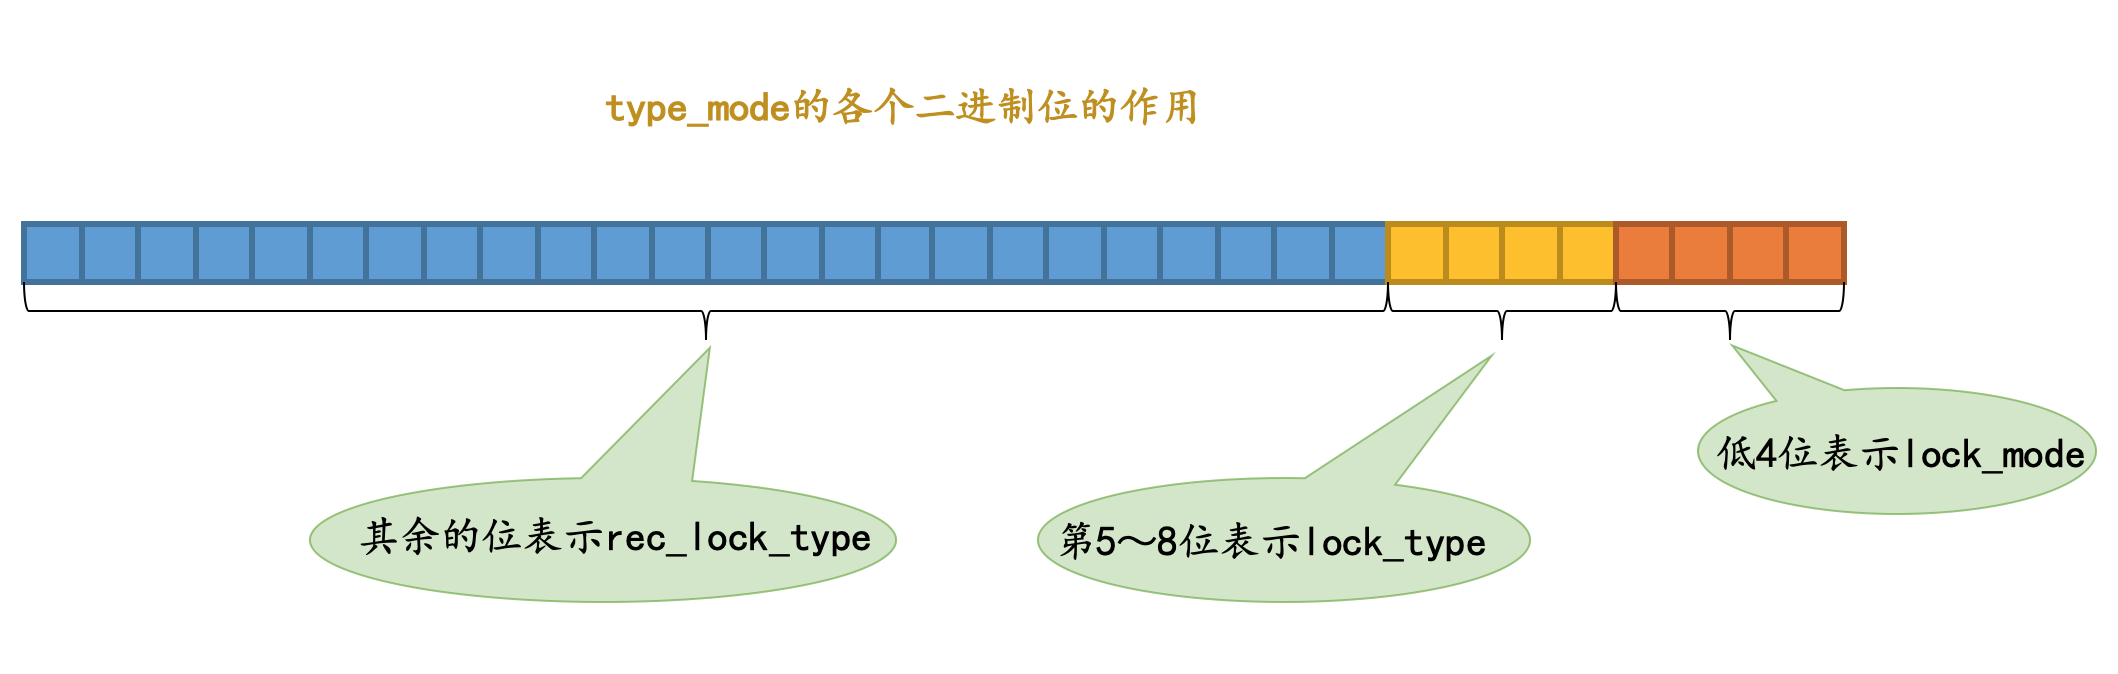 type_mode的各个二进制位的作用
低4位表示lock_mode
其余的位表示rec_lock_type
第5~8位表示lock_type